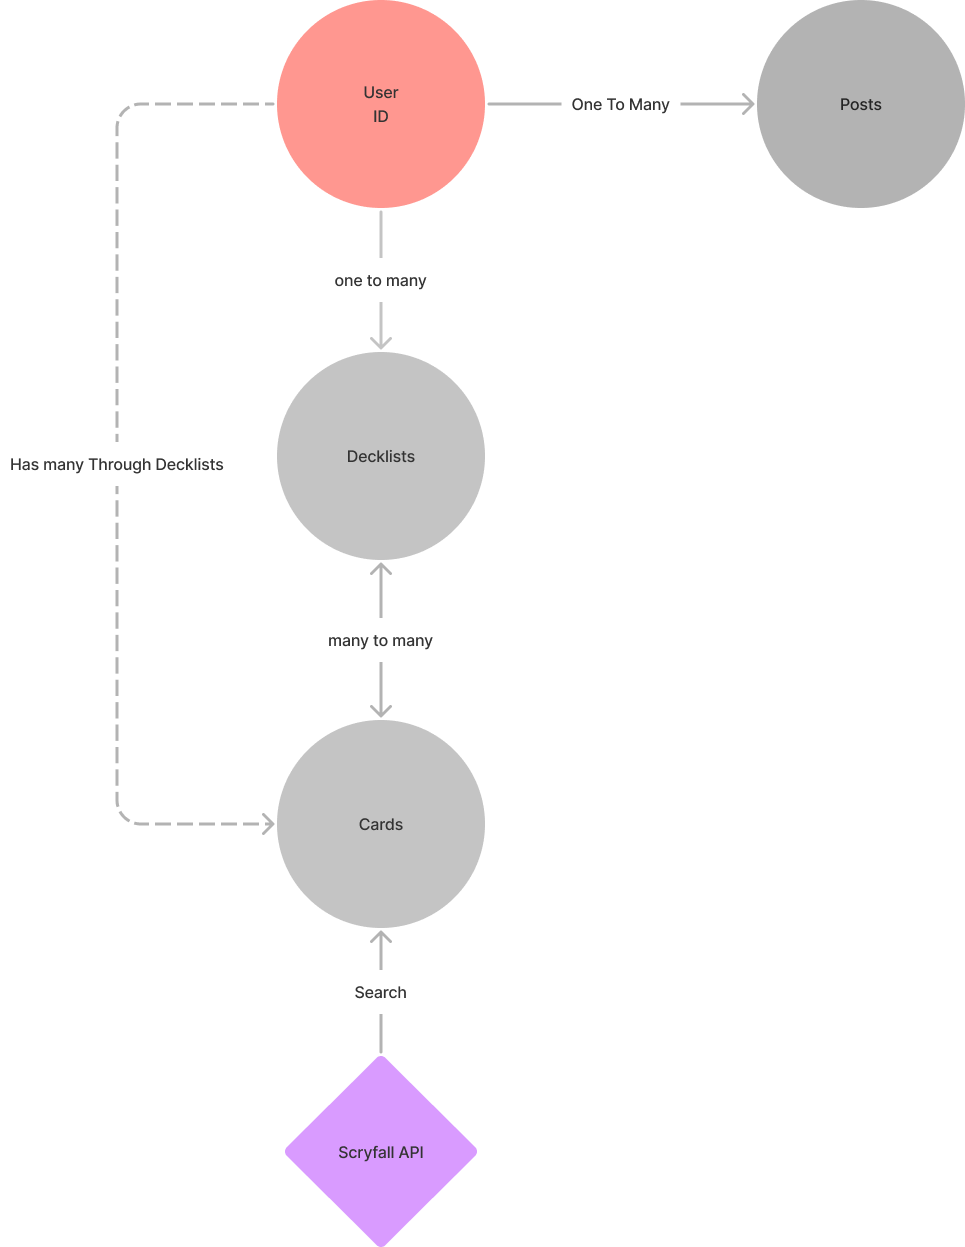 User
ID
One To Many
Posts
one to many
Decklists
Has many Through Decklists
many to many
Cards
Search
Scryfall API